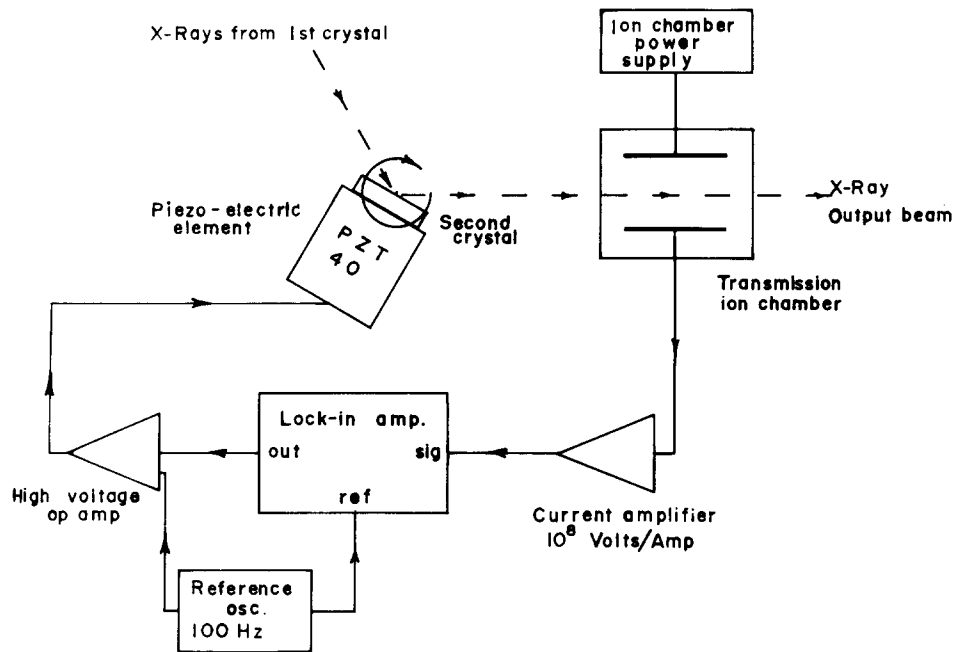 X-Rays from 1st crystal
Ion chamber
power
supply
Piezo-electric
element
PZT
40
Second
crystal
X-Ray
Output beam
Transmission
ion chamber
Lock-in amp.
out
sig
ref
High voltage
op amp
Current amplifier
10⁸ Volts/Amp
Reference
osc.
100 Hz